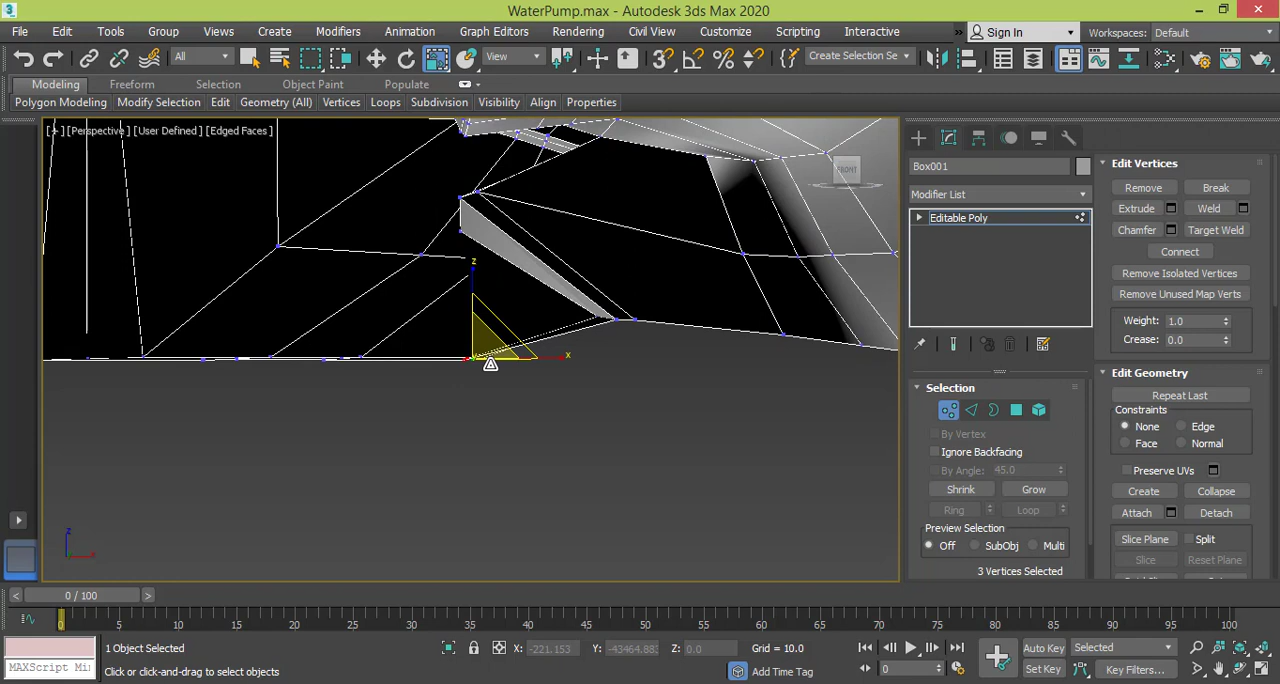 3
WaterPump.max - Autodesk 3ds Max 2020
File Edit Tools Group Views Create Modifiers Animation Graph Editors Rendering Civil View Customize Scripting Interactive » Sign In Workspaces: Default
All View Create Selection Se
Modeling Freeform Selection Object Paint Populate
Polygon Modeling Modify Selection Edit Geometry (All) Vertices Loops Subdivision Visibility Align Properties
[+] [Perspective] [User Defined] [Edged Faces]
FRONT
z
x
z
Box001
Modifier List
Editable Poly
Selection
By Vertex
Ignore Backfacing
By Angle: 45.0
Shrink Grow
Ring Loop
Preview Selection
Off SubObj Multi
3 Vertices Selected
Edit Vertices
Remove Break
Extrude Weld
Chamfer Target Weld
Connect
Remove Isolated Vertices
Remove Unused Map Verts
Weight: 1.0
Crease: 0.0
Edit Geometry
Repeat Last
Constraints
None Edge
Face Normal
Preserve UVs
Create Collapse
Attach Detach
Slice Plane Split
Slice Reset Plane
< 0 / 100 >
0 5 10 15 20 25 30 35 40 45 50 55 60 65 70 75 80 85 90 95 100
1 Object Selected X: -221.153 Y: -43464.883 Z: 0.0 Grid = 10.0 Auto Key Selected
MAXScript Mi Click or click-and-drag to select objects Add Time Tag 0 Set Key Key Filters...